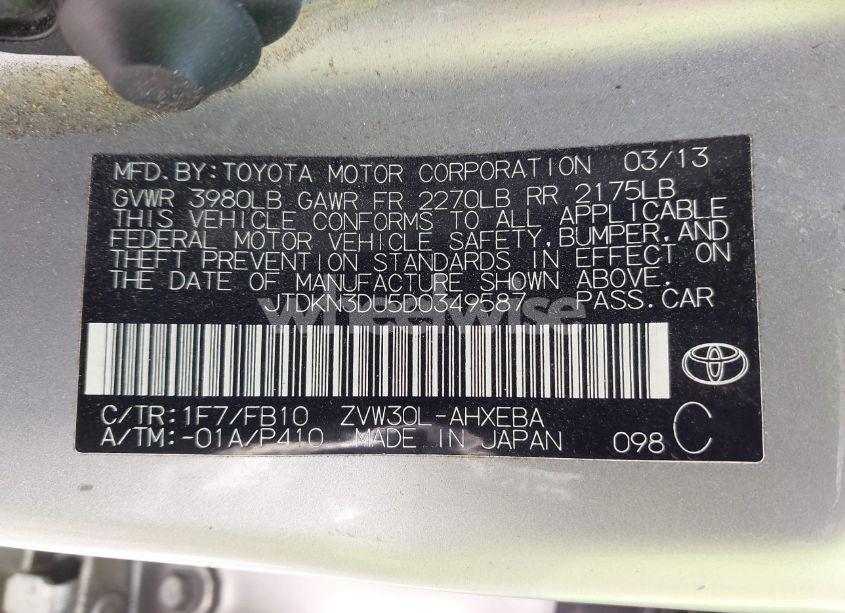 MFD. BY: TOYOTA MOTOR CORPORATION 03/13
GVWR 3980LB GAWR FR 2270LB RR 2175LB
THIS VEHICLE CONFORMS TO ALL APPLICABLE
FEDERAL MOTOR VEHICLE SAFETY, BUMPER, AND
THEFT PREVENTION STANDARDS IN EFFECT ON
THE DATE OF MANUFACTURE SHOWN ABOVE.
JTDKN3DU5D0349587 PASS. CAR
wheelwise
C/TR: 1F7/FB10 ZVW30L-AHXEBA
A/TM: -01A/P410 MADE IN JAPAN 098 C